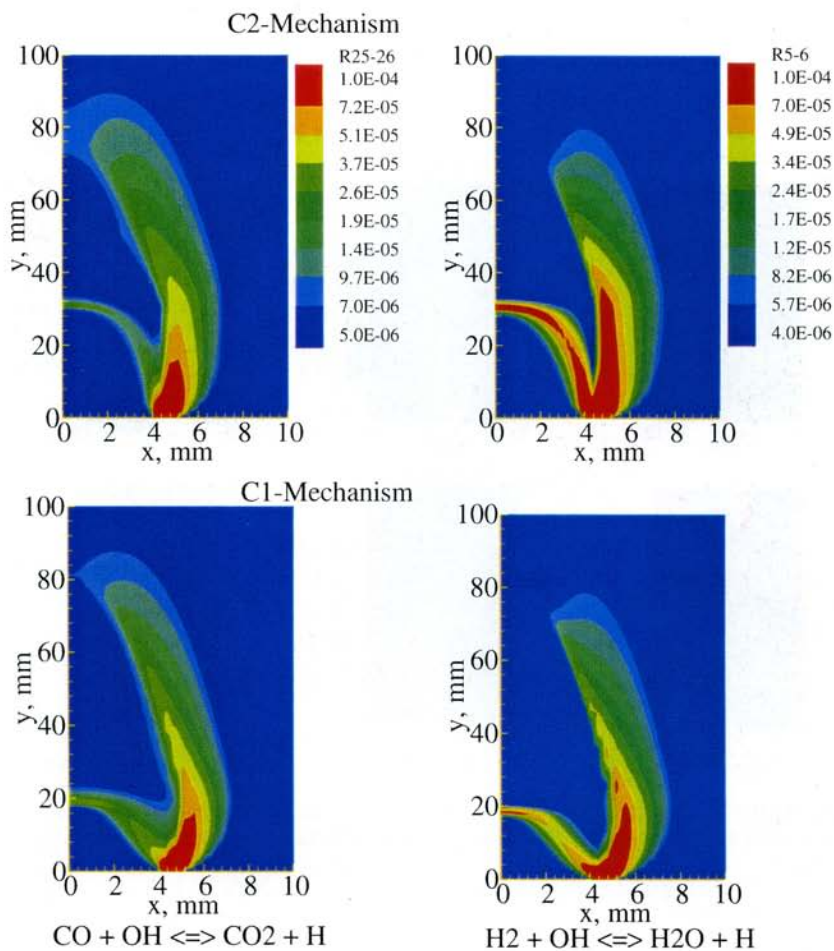 C2-Mechanism
R25-26
1.0E-04
7.2E-05
5.1E-05
3.7E-05
2.6E-05
1.9E-05
1.4E-05
9.7E-06
7.0E-06
5.0E-06
100
80
60
40
20
0
y, mm
0 2 4 6 8 10
x, mm
R5-6
1.0E-04
7.0E-05
4.9E-05
3.4E-05
2.4E-05
1.7E-05
1.2E-05
8.2E-06
5.7E-06
4.0E-06
100
80
60
40
20
0
y, mm
0 2 4 6 8 10
x, mm
C1-Mechanism
100
80
60
40
20
0
y, mm
0 2 4 6 8 10
x, mm
CO + OH <=> CO2 + H
100
80
60
40
20
0
y, mm
0 2 4 6 8 10
x, mm
H2 + OH <=> H2O + H